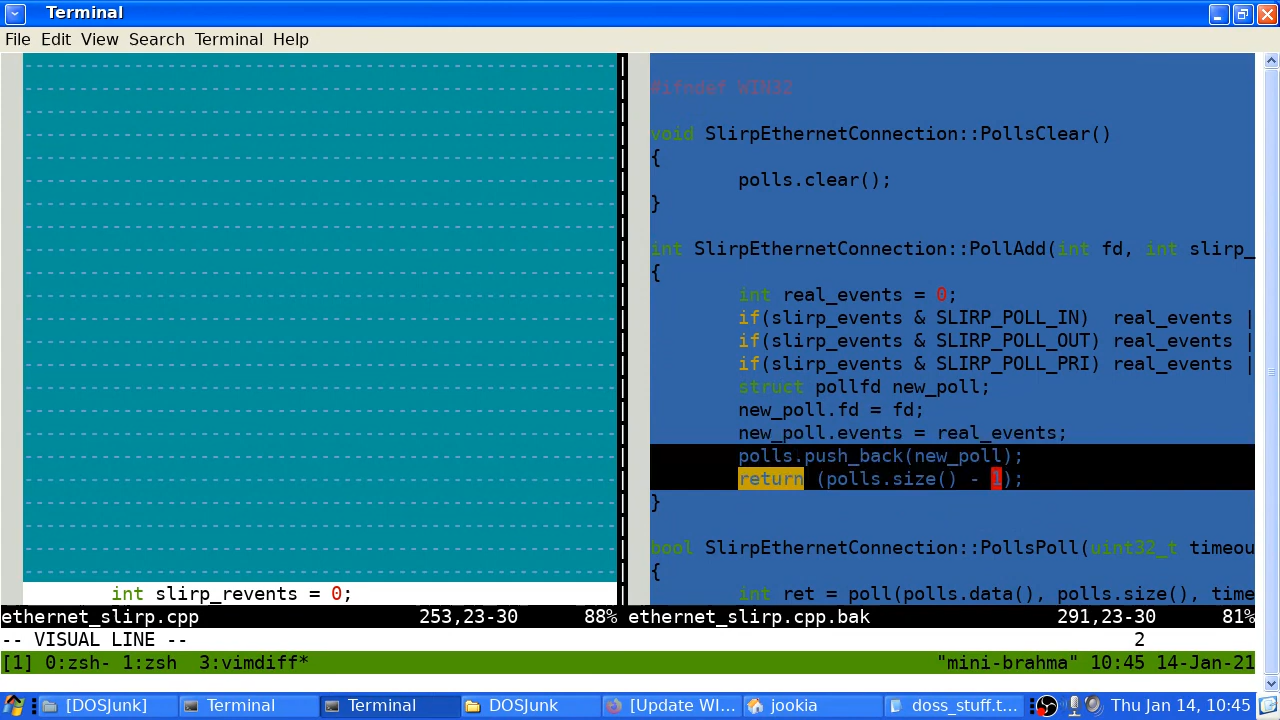 Terminal
File Edit View Search Terminal Help
#ifndef WIN32
void SlirpEthernetConnection::PollsClear()
{
polls.clear();
}
int SlirpEthernetConnection::PollAdd(int fd, int slirp_
{
int real_events = 0;
if(slirp_events & SLIRP_POLL_IN)  real_events |
if(slirp_events & SLIRP_POLL_OUT) real_events |
if(slirp_events & SLIRP_POLL_PRI) real_events |
struct pollfd new_poll;
new_poll.fd = fd;
new_poll.events = real_events;
polls.push_back(new_poll);
return (polls.size() - 1);
}
bool SlirpEthernetConnection::PollsPoll(uint32_t timeou
{
int slirp_revents = 0;
int ret = poll(polls.data(), polls.size(), time
ethernet_slirp.cpp 253,23-30 88% ethernet_slirp.cpp.bak 291,23-30 81%
-- VISUAL LINE -- 2
[1] 0:zsh- 1:zsh  3:vimdiff* "mini-brahma" 10:45 14-Jan-21
[DOSJunk] Terminal Terminal DOSJunk [Update WI... jookia doss_stuff.t... Thu Jan 14, 10:45